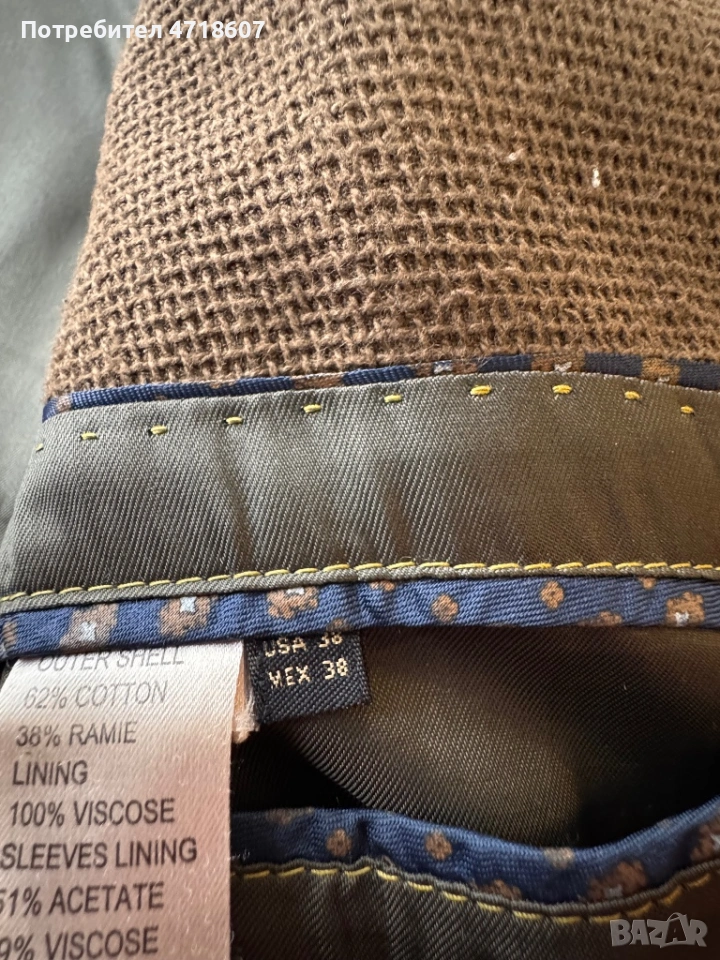 Потребител 4718607
OUTER SHELL
62% COTTON
38% RAMIE
LINING
100% VISCOSE
SLEEVES LINING
51% ACETATE
9% VISCOSE
USA 38
MEX 38
BAZAR